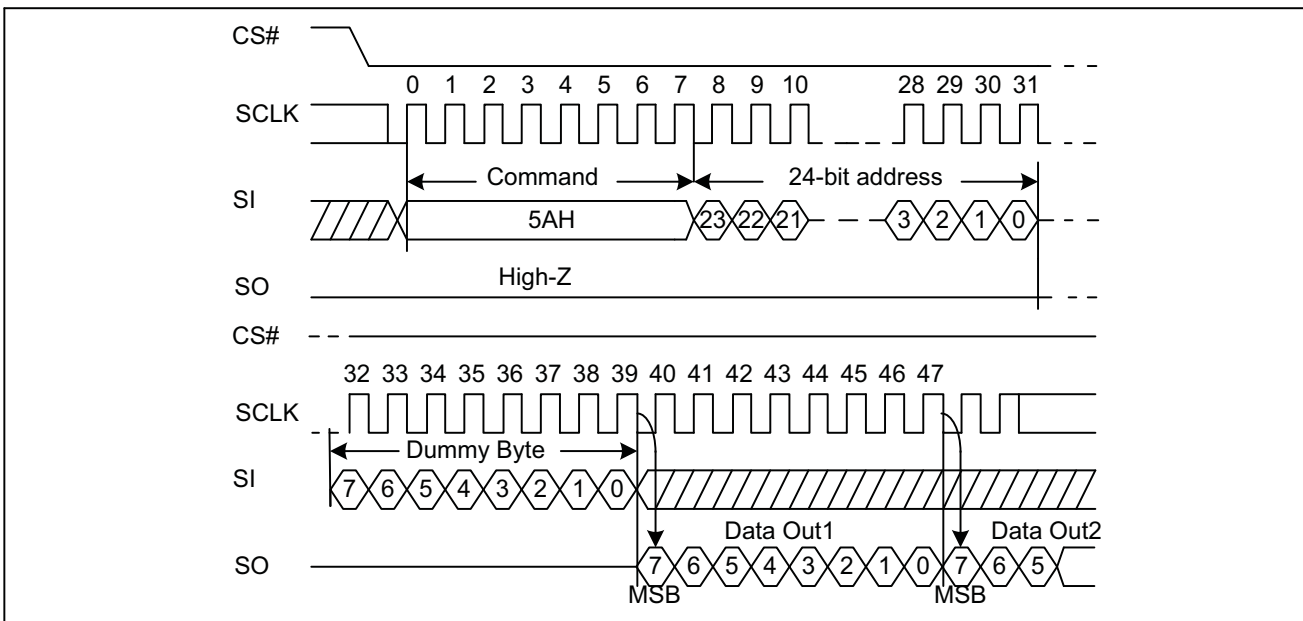 CS#
0 1 2 3 4 5 6 7 8 9 10 28 29 30 31
SCLK
Command 24-bit address
SI
5AH 23 22 21 3 2 1 0
High-Z
SO
CS#
32 33 34 35 36 37 38 39 40 41 42 43 44 45 46 47
SCLK
Dummy Byte
SI
7 6 5 4 3 2 1 0
Data Out1 Data Out2
SO
7 6 5 4 3 2 1 0 7 6 5
MSB MSB